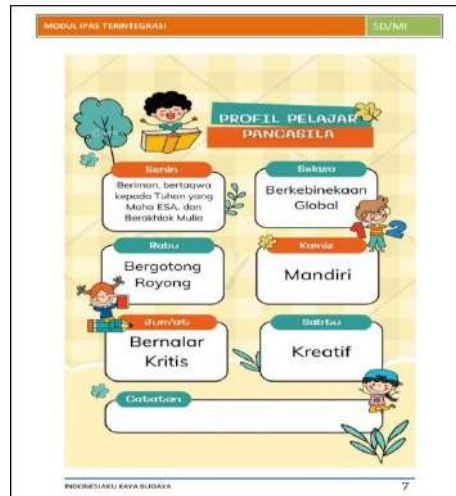 MODUL IPAS TERINTEGRASI
SD/MI
PROFIL PELAJAR
PANCASILA
Senin
Beriman, bertaqwa
kepada Tuhan yang
Maha ESA, dan
Berakhlak Mulia
Selasa
Berkebinekaan
Global
1 2
Rabu
Bergotong
Royong
Kamis
Mandiri
Jum'at
Bernalar
Kritis
Sabtu
Kreatif
Catatan
INDONESIAKU KAYA BUDAYA
7